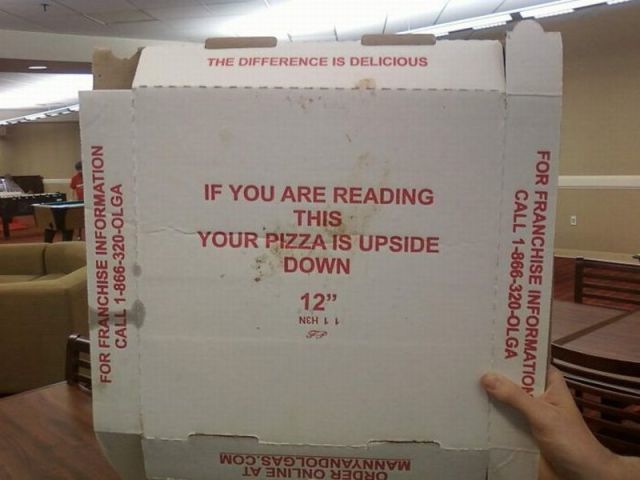 THE DIFFERENCE IS DELICIOUS
IF YOU ARE READING
THIS
YOUR PIZZA IS UPSIDE
DOWN
12”
FOR FRANCHISE INFORMATION
CALL 1-866-320-OLGA
FOR FRANCHISE INFORMATION
CALL 1-866-320-OLGA
ORDER ONLINE AT
MANNYANDOLGAS.COM